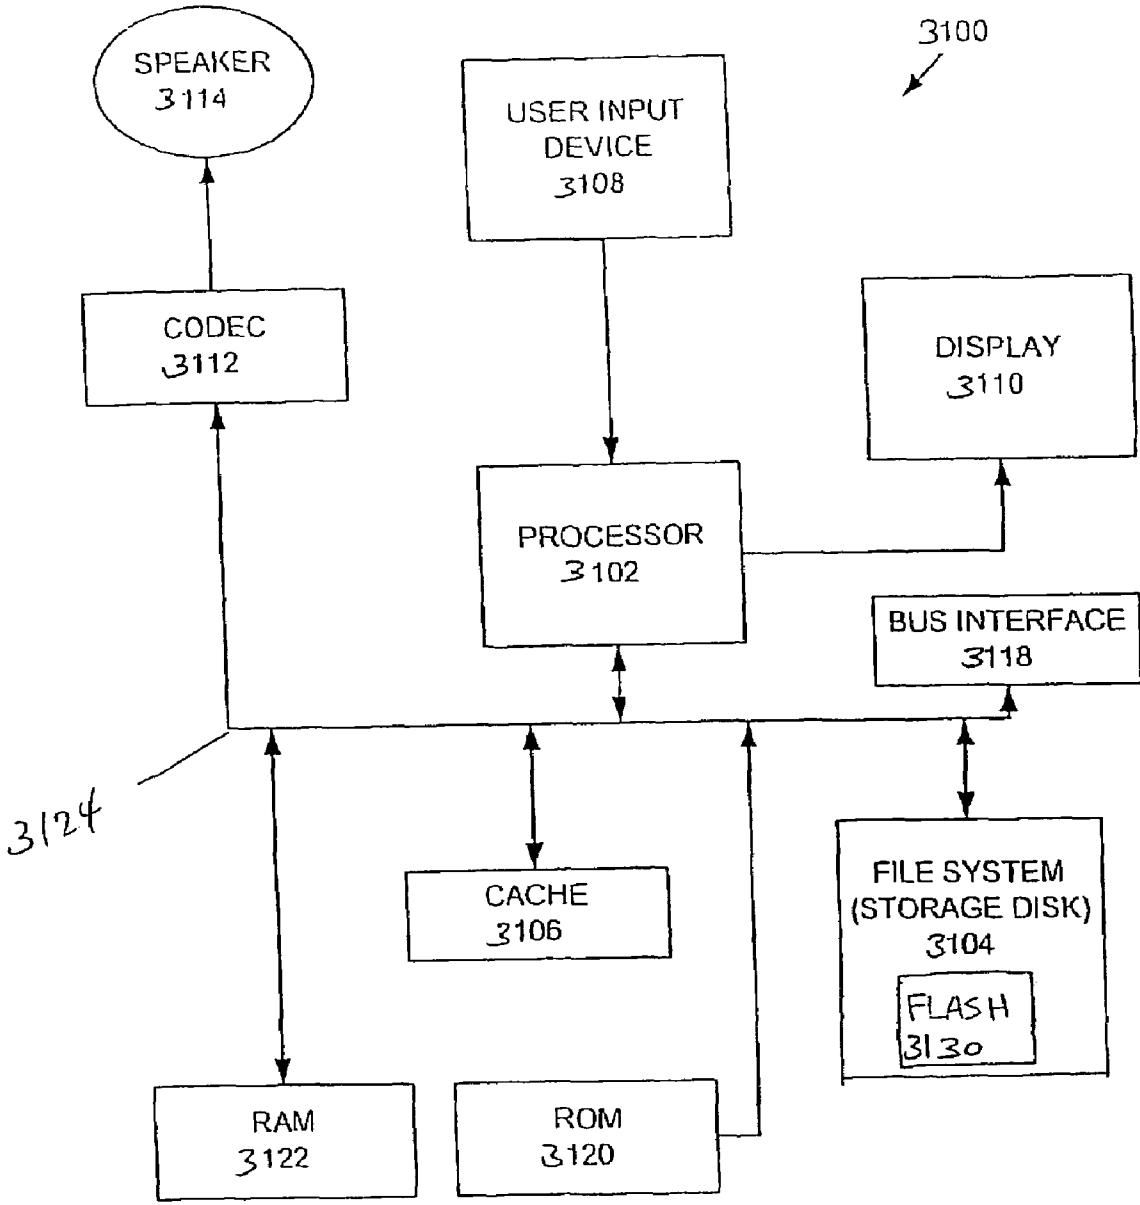 3100
SPEAKER
3114
USER INPUT
DEVICE
3108
CODEC
3112
DISPLAY
3110
PROCESSOR
3102
BUS INTERFACE
3118
3124
CACHE
3106
FILE SYSTEM
(STORAGE DISK)
3104
FLASH
3130
RAM
3122
ROM
3120